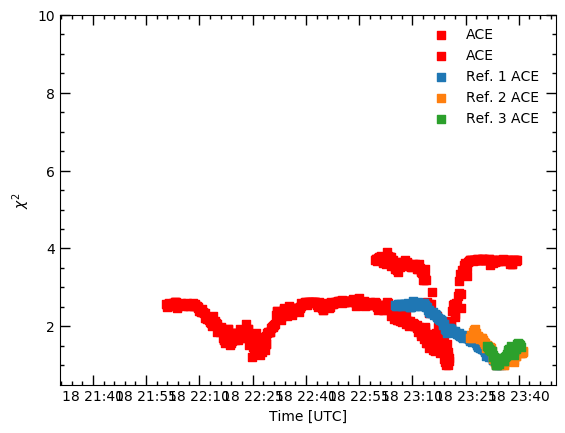 10
8
6
4
2
χ²
ACE
ACE
Ref. 1 ACE
Ref. 2 ACE
Ref. 3 ACE
18 21:40 18 21:55 18 22:10 18 22:25 18 22:40 18 22:55 18 23:10 18 23:25 18 23:40
Time [UTC]